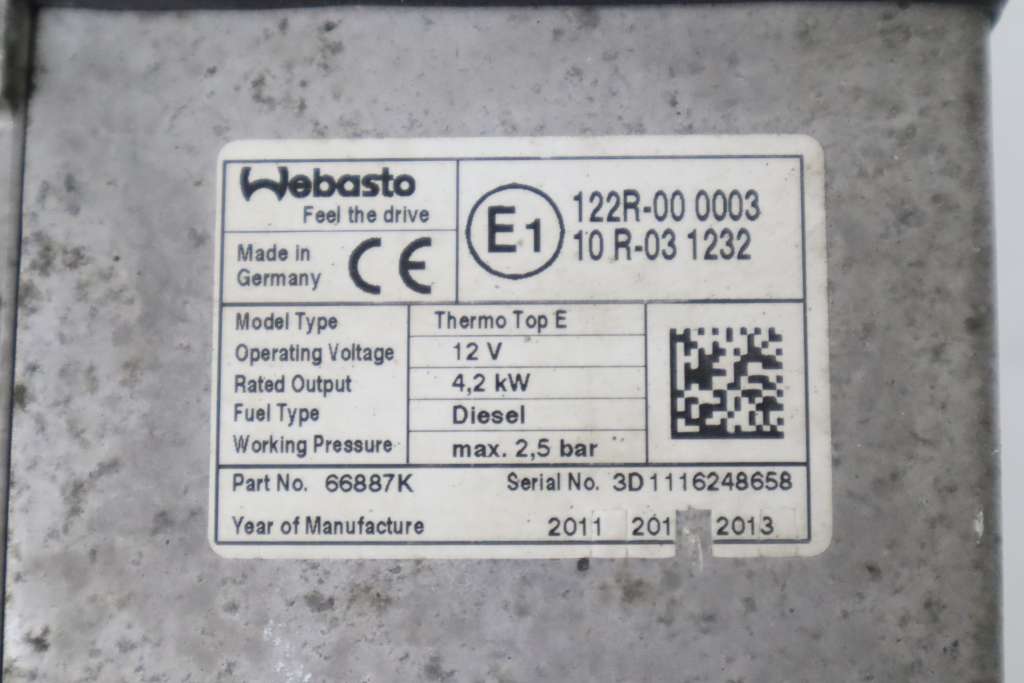 Webasto
Feel the drive
Made in
Germany
CE
E1
122R-00 0003
10 R-03 1232
Model Type Thermo Top E
Operating Voltage 12 V
Rated Output 4,2 kW
Fuel Type Diesel
Working Pressure max. 2,5 bar
Part No. 66887K Serial No. 3D1116248658
Year of Manufacture 2011 201 2013